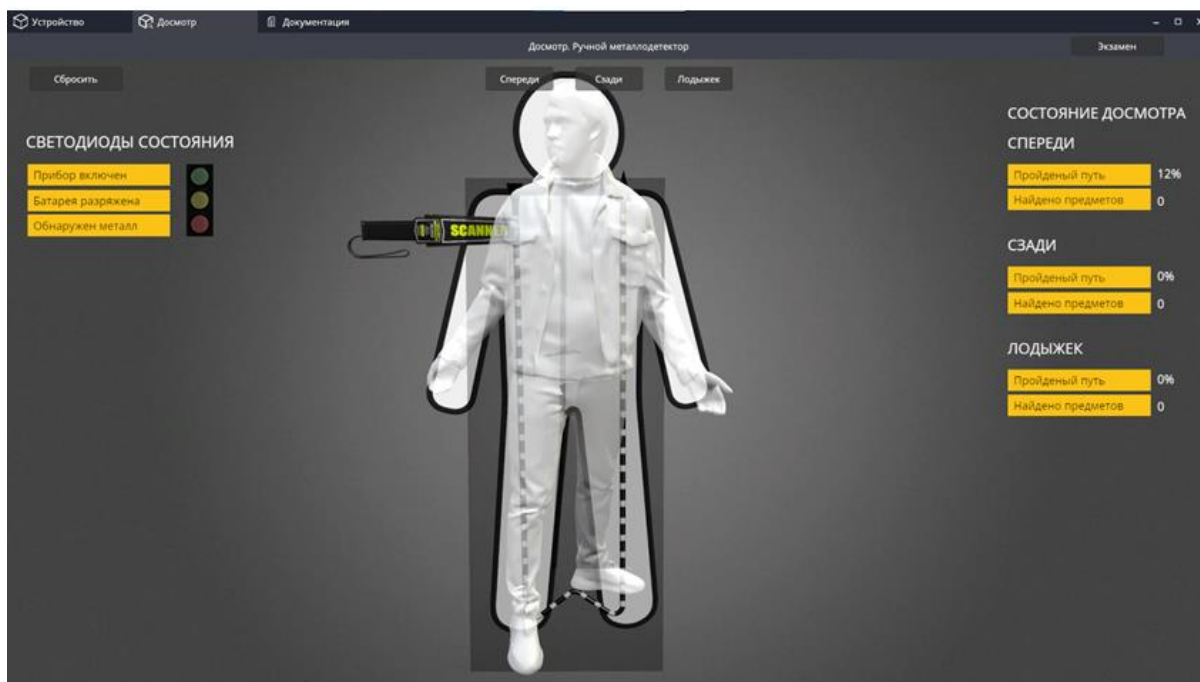 Устройство
Досмотр
Документация
Досмотр. Ручной металлодетектор
Экзамен
Сбросить
Спереди
Сзади
Лодыжек
СВЕТОДИОДЫ СОСТОЯНИЯ
Прибор включен
Батарея разряжена
Обнаружен металл
SCANNER
СОСТОЯНИЕ ДОСМОТРА
СПЕРЕДИ
Пройденый путь 12%
Найдено предметов 0
СЗАДИ
Пройденый путь 0%
Найдено предметов 0
ЛОДЫЖЕК
Пройденый путь 0%
Найдено предметов 0